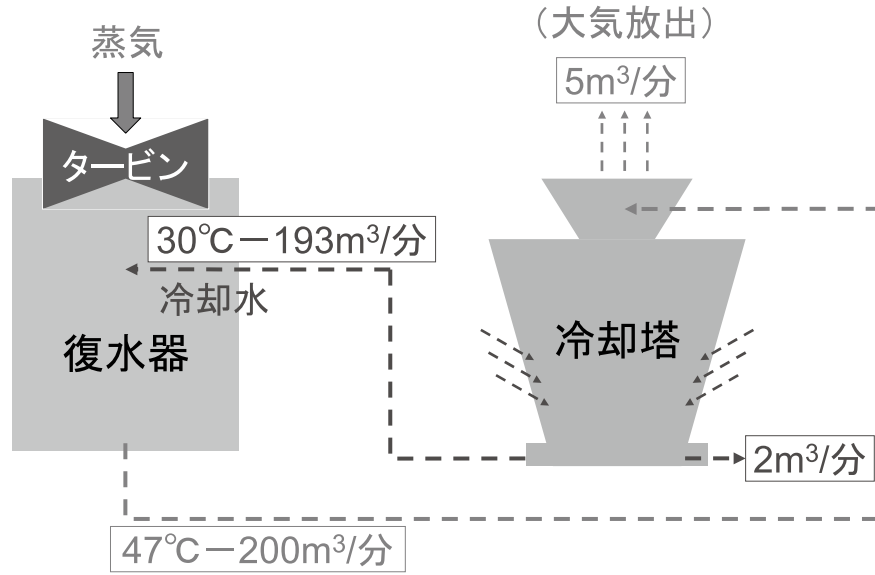 蒸気
タービン
30℃－193m³/分
冷却水
復水器
47℃－200m³/分
（大気放出）
5m³/分
冷却塔
2m³/分